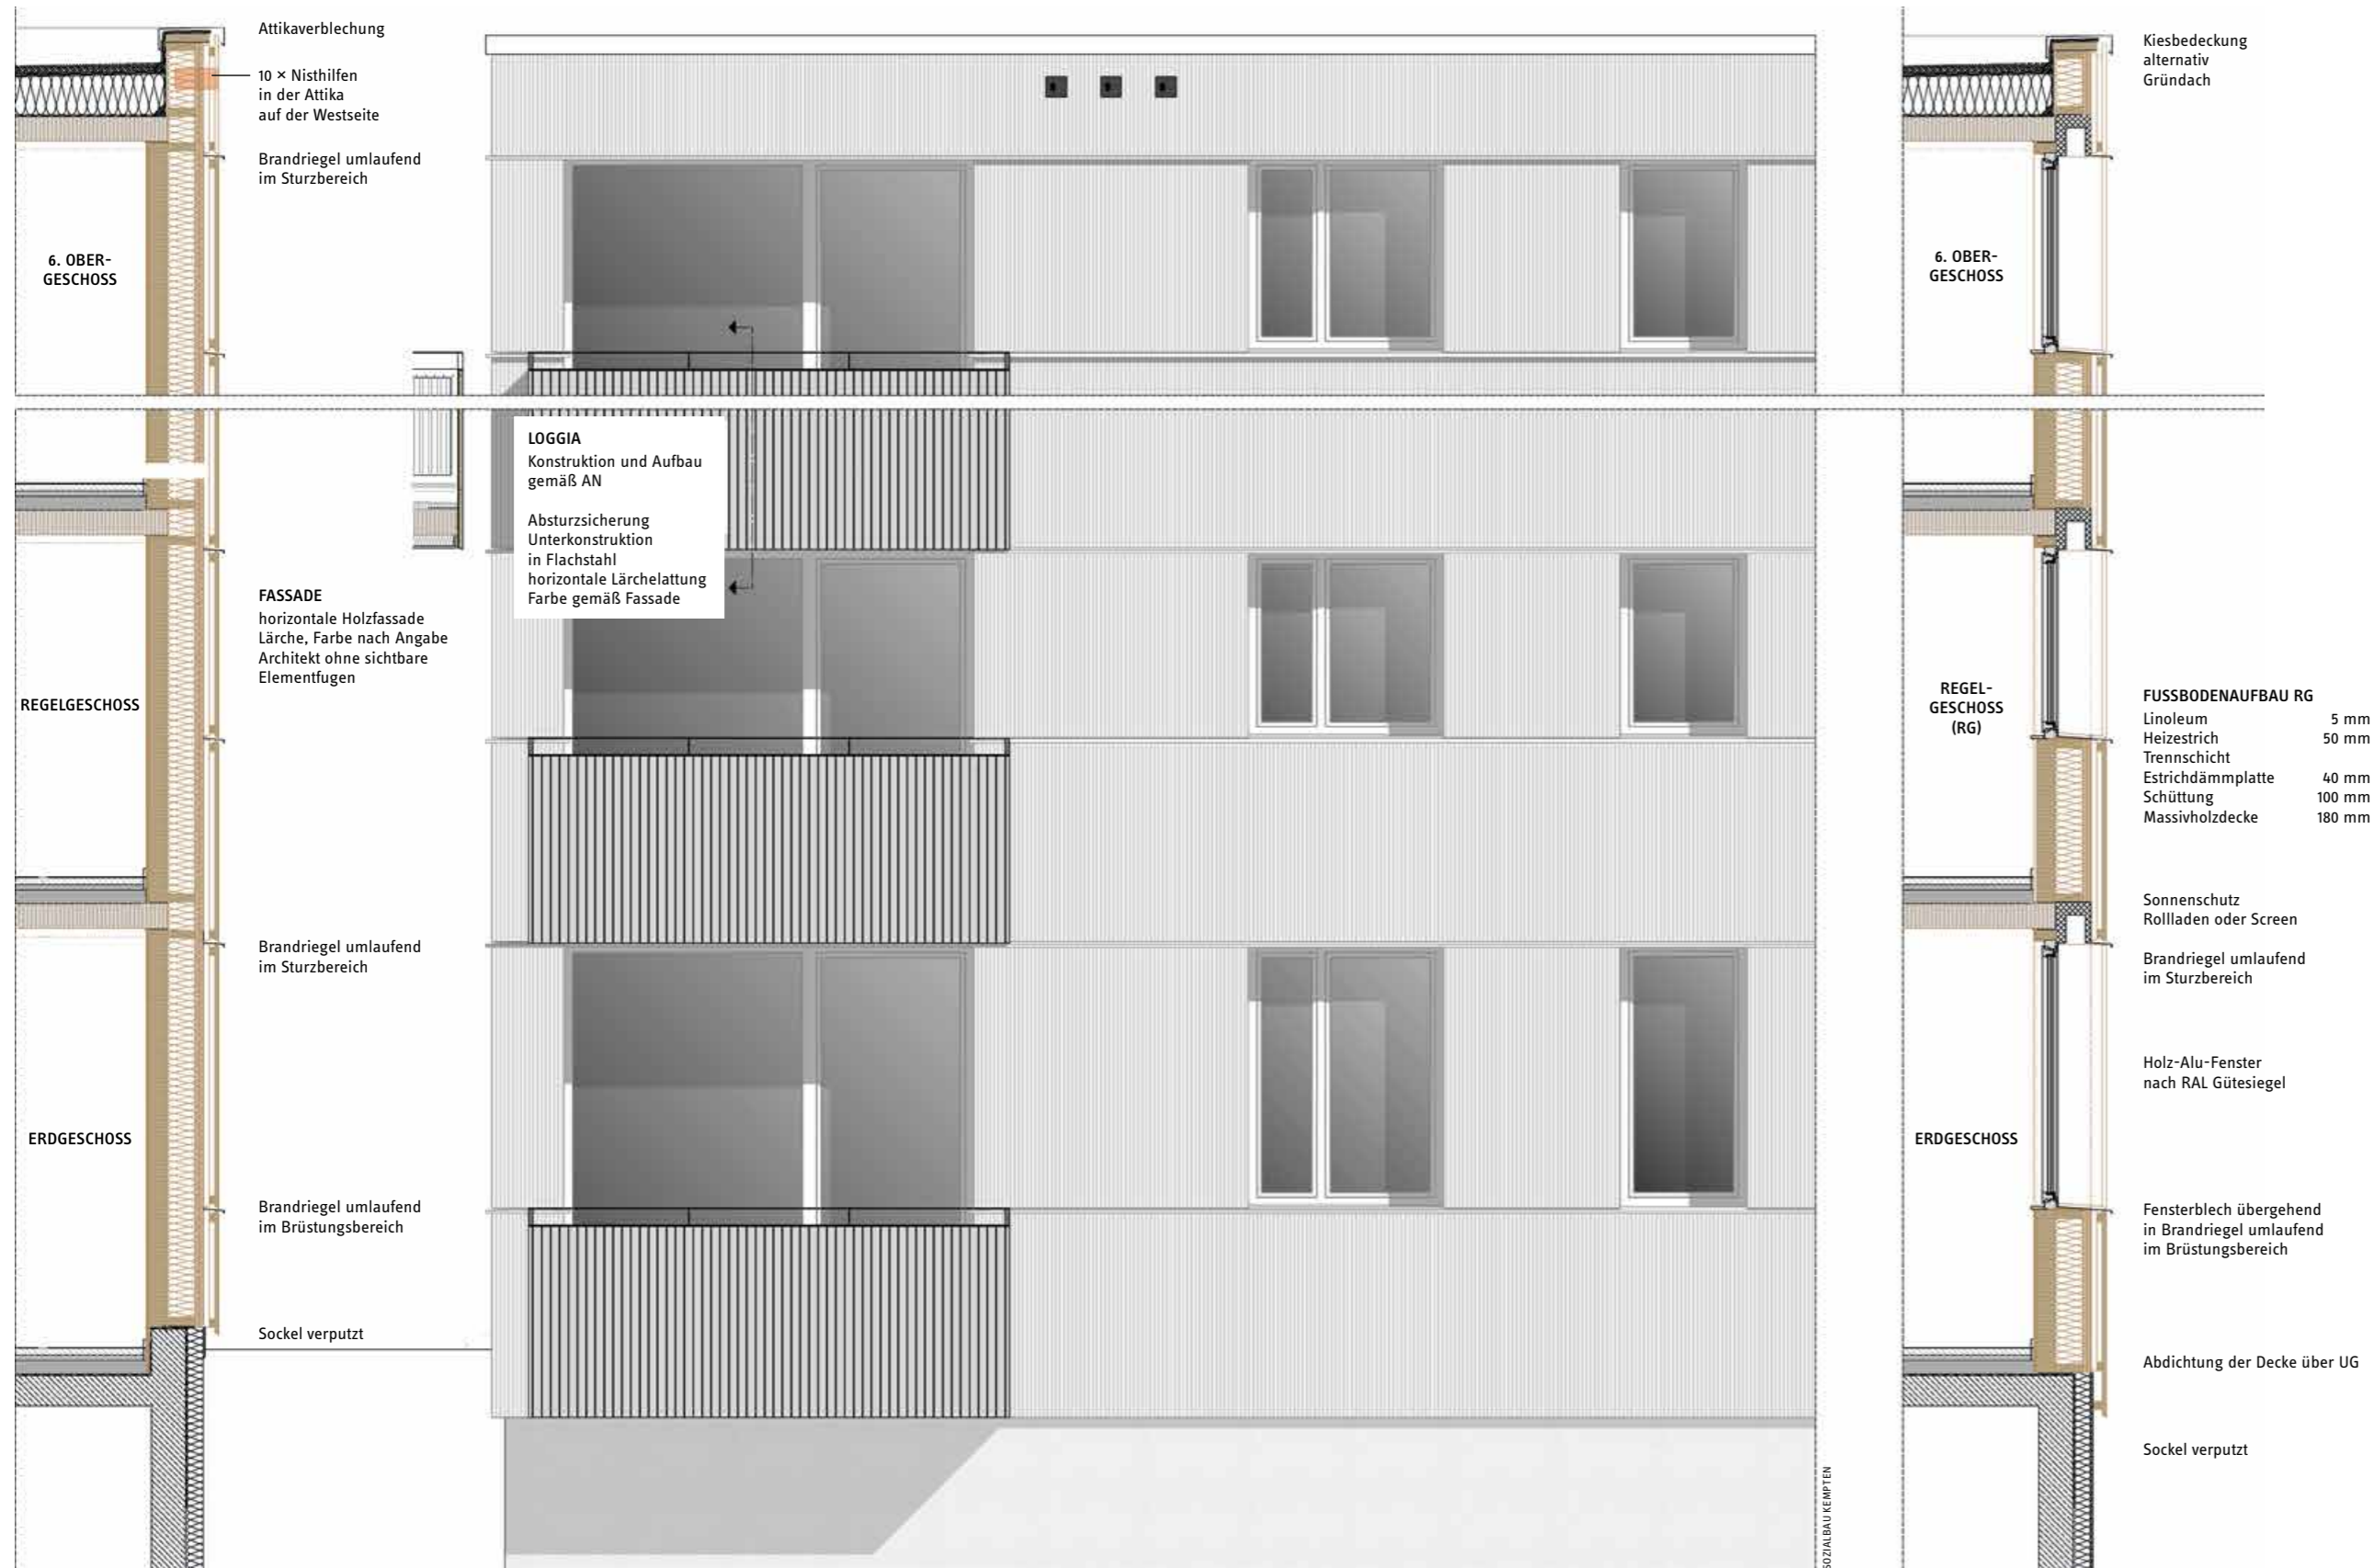 Attikaverblechung
10 × Nisthilfen
in der Attika
auf der Westseite
Brandriegel umlaufend
im Sturzbereich
6. OBER-
GESCHOSS
FASSADE
horizontale Holzfassade
Lärche, Farbe nach Angabe
Architekt ohne sichtbare
Elementfugen
REGELGESCHOSS
Brandriegel umlaufend
im Sturzbereich
ERDGESCHOSS
Brandriegel umlaufend
im Brüstungsbereich
Sockel verputzt
LOGGIA
Konstruktion und Aufbau
gemäß AN
Absturzsicherung
Unterkonstruktion
in Flachstahl
horizontale Lärchelattung
Farbe gemäß Fassade
SOZIALBAU KEMPTEN
Kiesbedeckung
alternativ
Gründach
6. OBER-
GESCHOSS
REGEL-
GESCHOSS
(RG)
FUSSBODENAUFBAU RG
Linoleum 5 mm
Heizestrich 50 mm
Trennschicht
Estrichdämmplatte 40 mm
Schüttung 100 mm
Massivholzdecke 180 mm
Sonnenschutz
Rollladen oder Screen
Brandriegel umlaufend
im Sturzbereich
Holz-Alu-Fenster
nach RAL Gütesiegel
ERDGESCHOSS
Fensterblech übergehend
in Brandriegel umlaufend
im Brüstungsbereich
Abdichtung der Decke über UG
Sockel verputzt